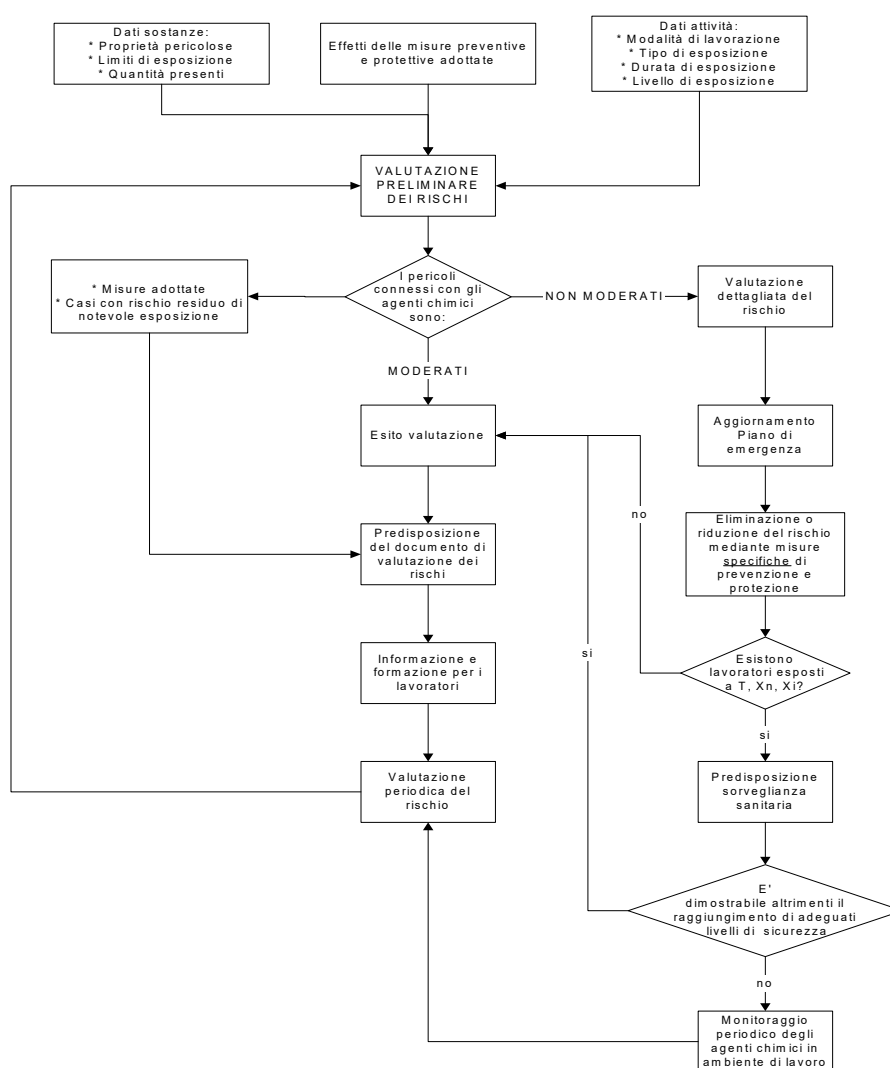 Dati sostanze:
* Proprietà pericolose
* Limiti di esposizione
* Quantità presenti
Effetti delle misure preventive
e protettive adottate
Dati attività:
* Modalità di lavorazione
* Tipo di esposizione
* Durata di esposizione
* Livello di esposizione
VALUTAZIONE
PRELIMINARE
DEI RISCHI
I pericoli
connessi con gli
agenti chimici
sono:
* Misure adottate
* Casi con rischio residuo di
notevole esposizione
NON MODERATI
Valutazione
dettagliata del
rischio
MODERATI
Esito valutazione
Aggiornamento
Piano di
emergenza
no
Eliminazione o
riduzione del rischio
mediante misure
specifiche di
prevenzione e
protezione
Predisposizione
del documento di
valutazione dei
rischi
si
Esistono
lavoratori esposti
a T, Xn, Xi?
Informazione e
formazione per i
lavoratori
si
Valutazione
periodica del
rischio
Predisposizione
sorveglianza
sanitaria
E'
dimostrabile altrimenti il
raggiungimento di adeguati
livelli di sicurezza
no
Monitoraggio
periodico degli
agenti chimici in
ambiente di lavoro